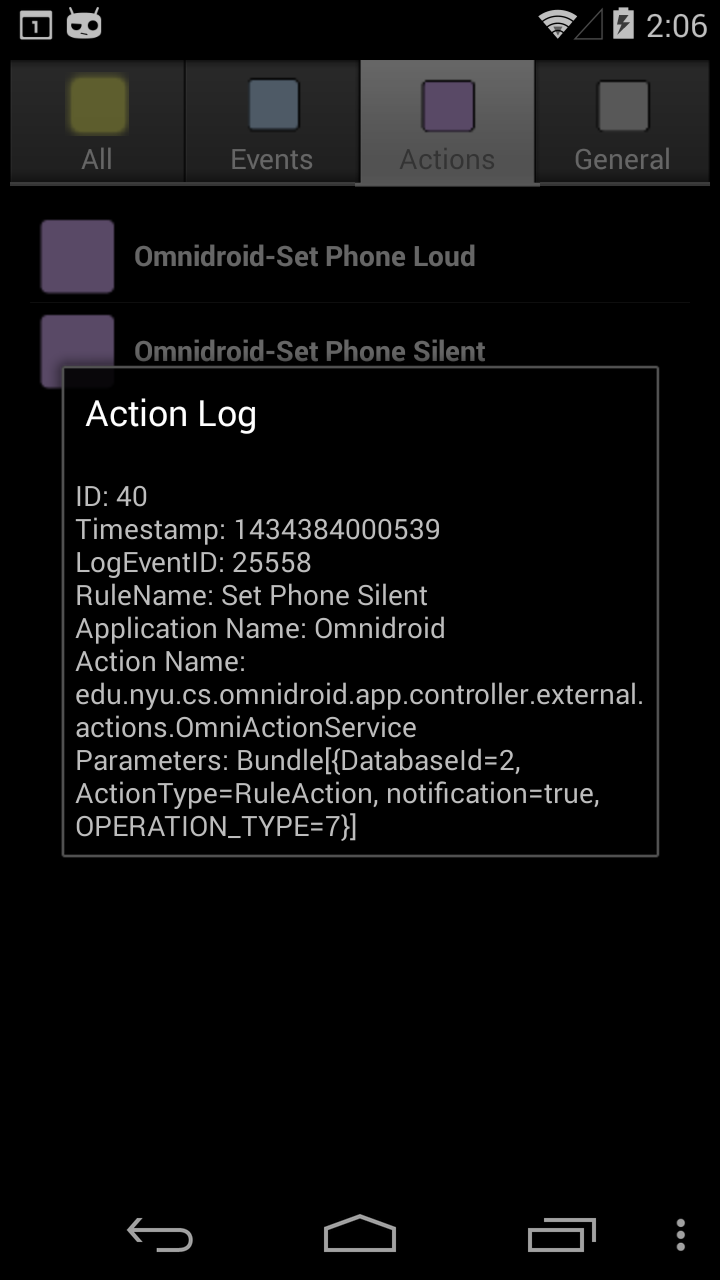 1
2:06
All
Events
Actions
General
Omnidroid-Set Phone Loud
Omnidroid-Set Phone Silent
Action Log
ID: 40
Timestamp: 1434384000539
LogEventID: 25558
RuleName: Set Phone Silent
Application Name: Omnidroid
Action Name:
edu.nyu.cs.omnidroid.app.controller.external.
actions.OmniActionService
Parameters: Bundle[{DatabaseId=2,
ActionType=RuleAction, notification=true,
OPERATION_TYPE=7}]